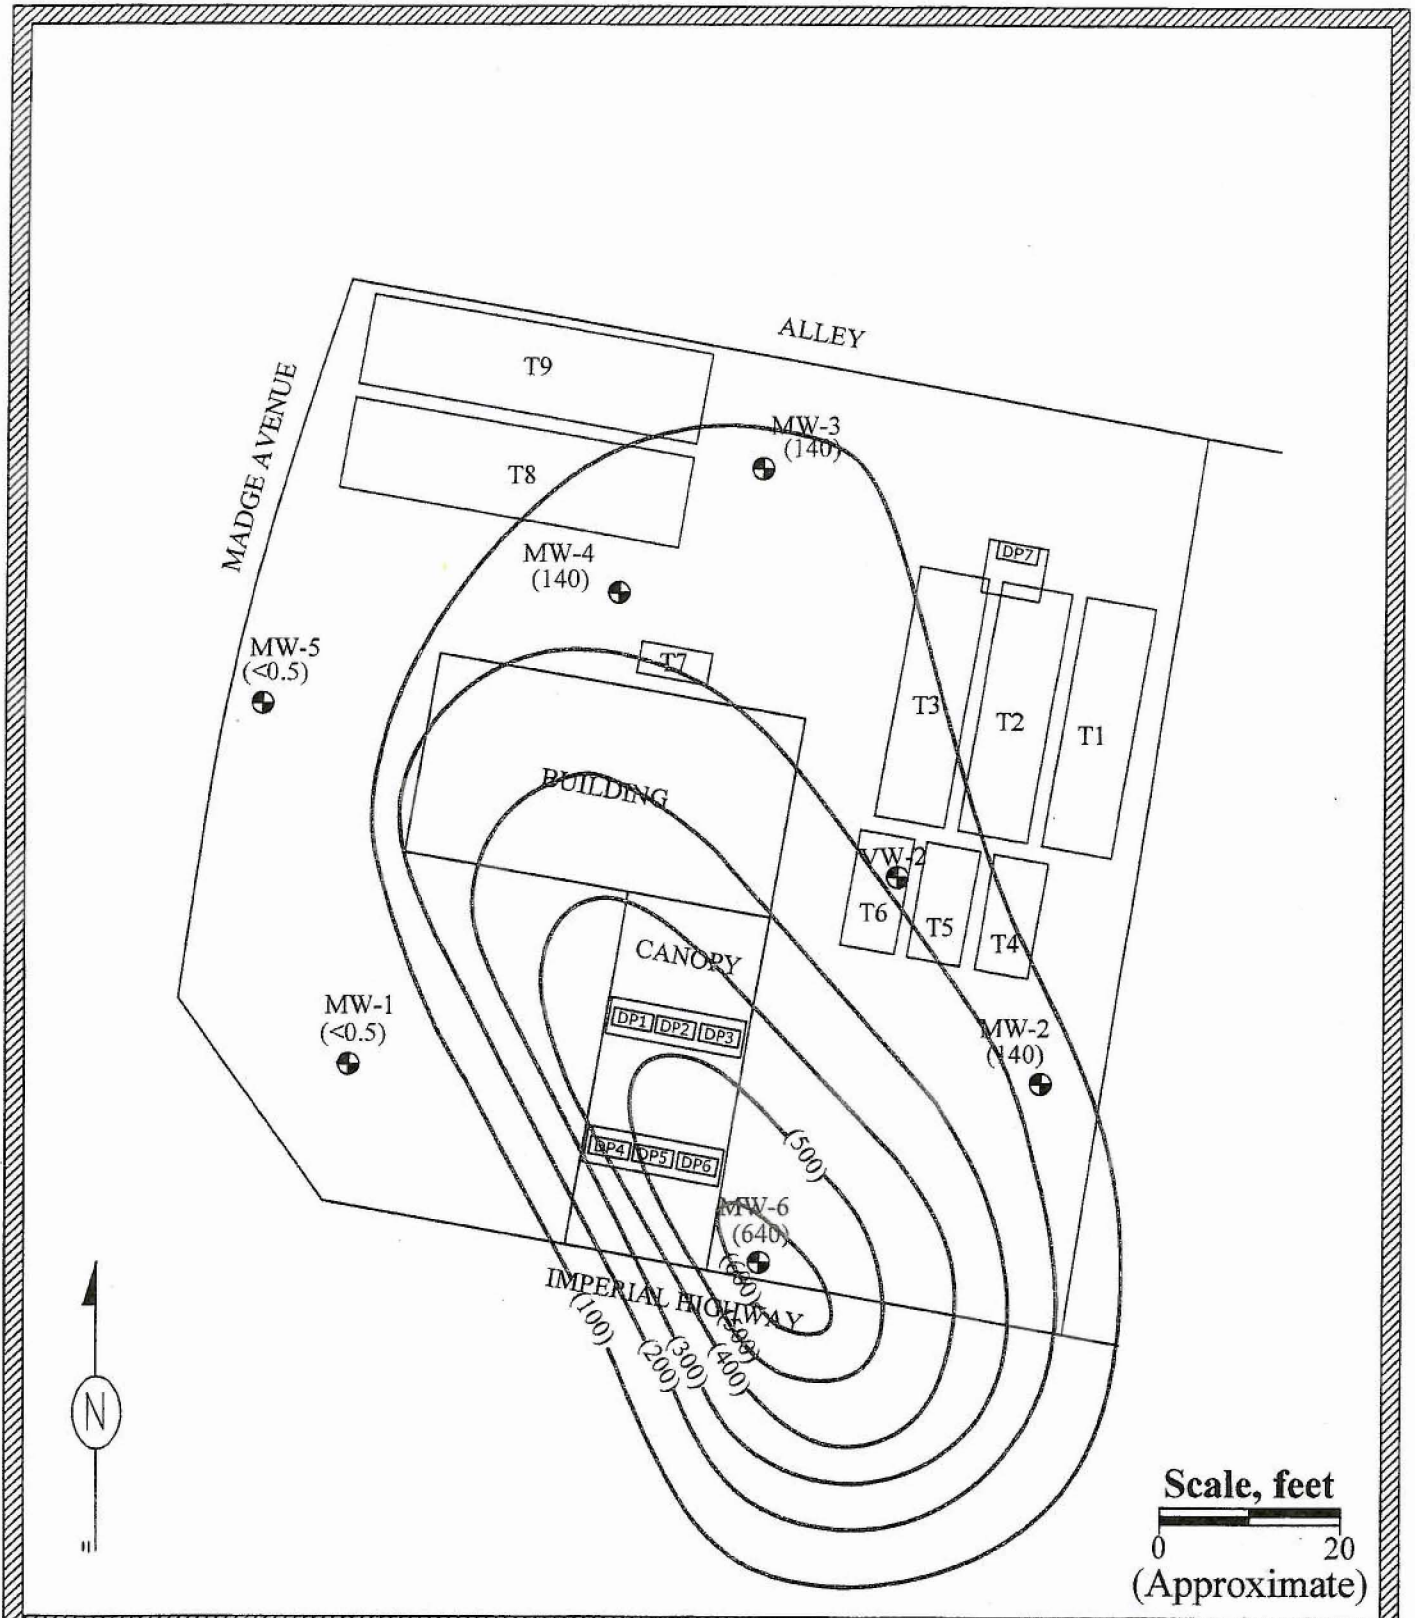 ALLEY
T9
MADGE AVENUE
MW-3
(140)
T8
MW-4
(140)
DP7
MW-5
(<0.5)
T7
T3
T2
T1
BUILDING
VW-2
T6
T5
T4
CANOPY
MW-1
(<0.5)
DP1 DP2 DP3
MW-2
(140)
DP4 DP5 DP6
(500)
MW-6
(640)
(600)
IMPERIAL HIGHWAY
(100)
(200)
(300)
(400)
(500)
N
Scale, feet
0 20
(Approximate)